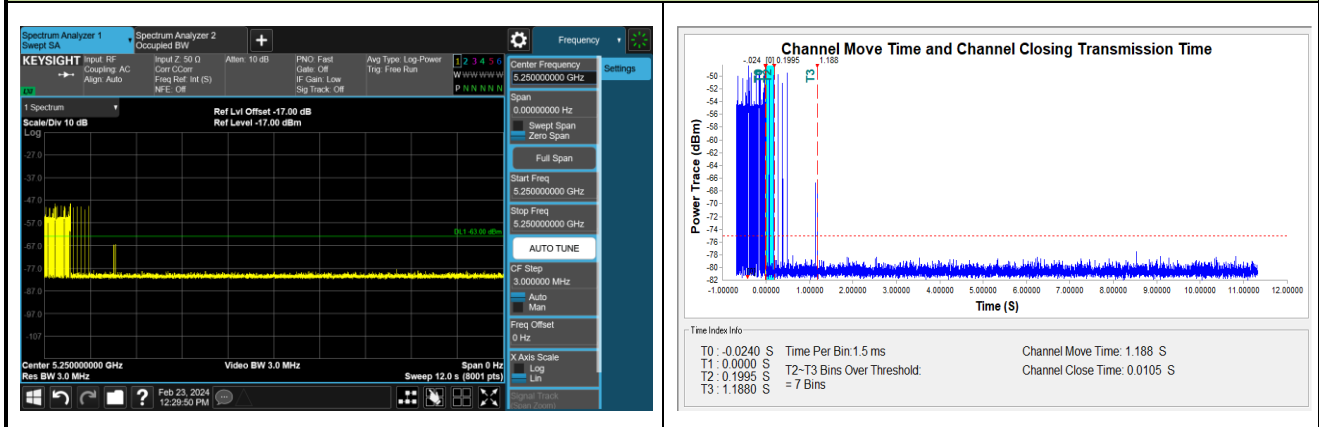 Spectrum Analyzer 1
Swept SA
Spectrum Analyzer 2
Occupied BW
+
Frequency
KEYSIGHT
Input: RF
Coupling: AC
Align: Auto
Input Z: 50 Ω
Corr CCorr
Freq Ref: Int (S)
NFE: Off
Atten: 10 dB
PNO: Fast
Gate: Off
IF Gain: Low
Sig Track: Off
Avg Type: Log-Power
Trig: Free Run
1 2 3 4 5 6
W W W W W W
P N N N N N
Settings
Center Frequency
5.250000000 GHz
Span
0.00000000 Hz
Swept Span
Zero Span
Full Span
Start Freq
5.250000000 GHz
Stop Freq
5.250000000 GHz
AUTO TUNE
CF Step
3.000000 MHz
Auto
Man
Freq Offset
0 Hz
X Axis Scale
Log
Lin
Signal Track
(Span Zoom)
1 Spectrum
Scale/Div 10 dB
Log
Ref Lvl Offset -17.00 dB
Ref Level -17.00 dBm
-27.0
-37.0
-47.0
-57.0
-67.0
-77.0
-87.0
-97.0
-107
DL1 -63.00 dBm
Center 5.250000000 GHz
Res BW 3.0 MHz
Video BW 3.0 MHz
Span 0 Hz
Sweep 12.0 s (8001 pts)
?
Feb 23, 2024
12:29:50 PM
Channel Move Time and Channel Closing Transmission Time
-.024 [0] 0.1995 1.188
T3
Power Trace (dBm)
-50
-52
-54
-56
-58
-60
-62
-64
-66
-68
-70
-72
-74
-76
-78
-80
-82
-1.00000 0.00000 1.00000 2.00000 3.00000 4.00000 5.00000 6.00000 7.00000 8.00000 9.00000 10.00000 11.00000 12.00000
Time (S)
Time Index Info
T0 : -0.0240 S
T1 : 0.0000 S
T2 : 0.1995 S
T3 : 1.1880 S
Time Per Bin:1.5 ms
T2~T3 Bins Over Threshold:
= 7 Bins
Channel Move Time: 1.188 S
Channel Close Time: 0.0105 S